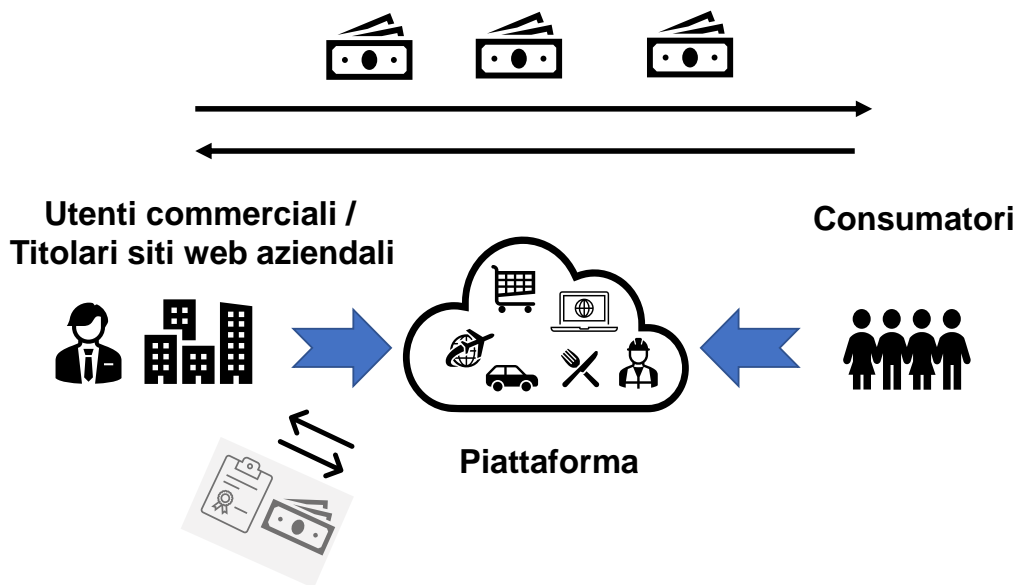 Utenti commerciali /
Titolari siti web aziendali
Consumatori
Piattaforma